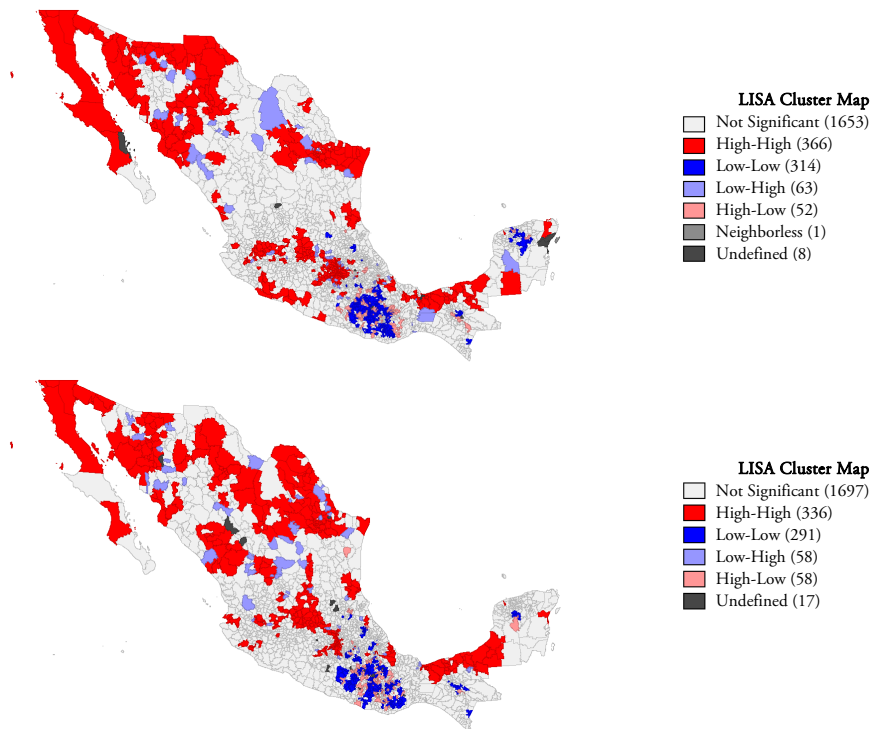 LISA Cluster Map
Not Significant (1653)
High-High (366)
Low-Low (314)
Low-High (63)
High-Low (52)
Neighborless (1)
Undefined (8)
LISA Cluster Map
Not Significant (1697)
High-High (336)
Low-Low (291)
Low-High (58)
High-Low (58)
Undefined (17)